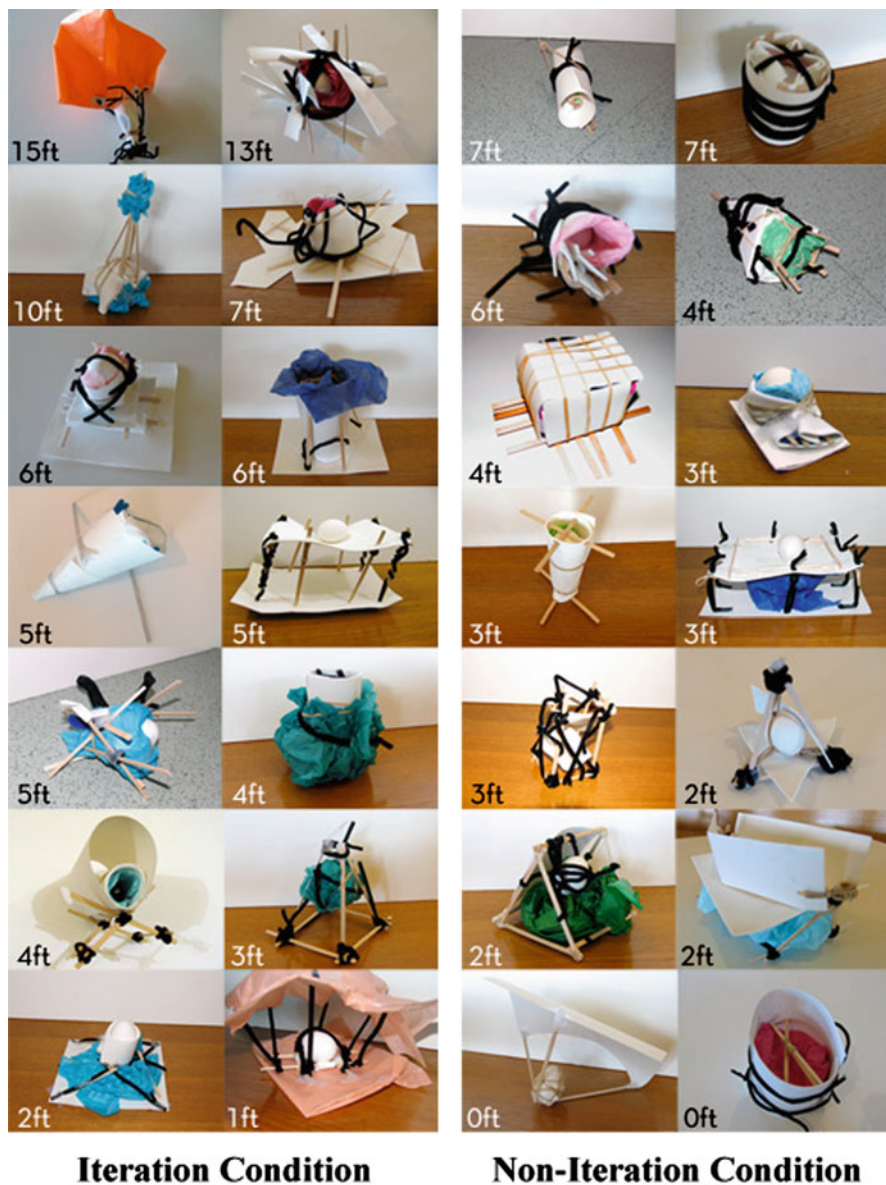 15ft 13ft 7ft 7ft
10ft 7ft 6ft 4ft
6ft 6ft 4ft 3ft
5ft 5ft 3ft 3ft
5ft 4ft 3ft 2ft
4ft 3ft 2ft 2ft
2ft 1ft 0ft 0ft
Iteration Condition Non-Iteration Condition